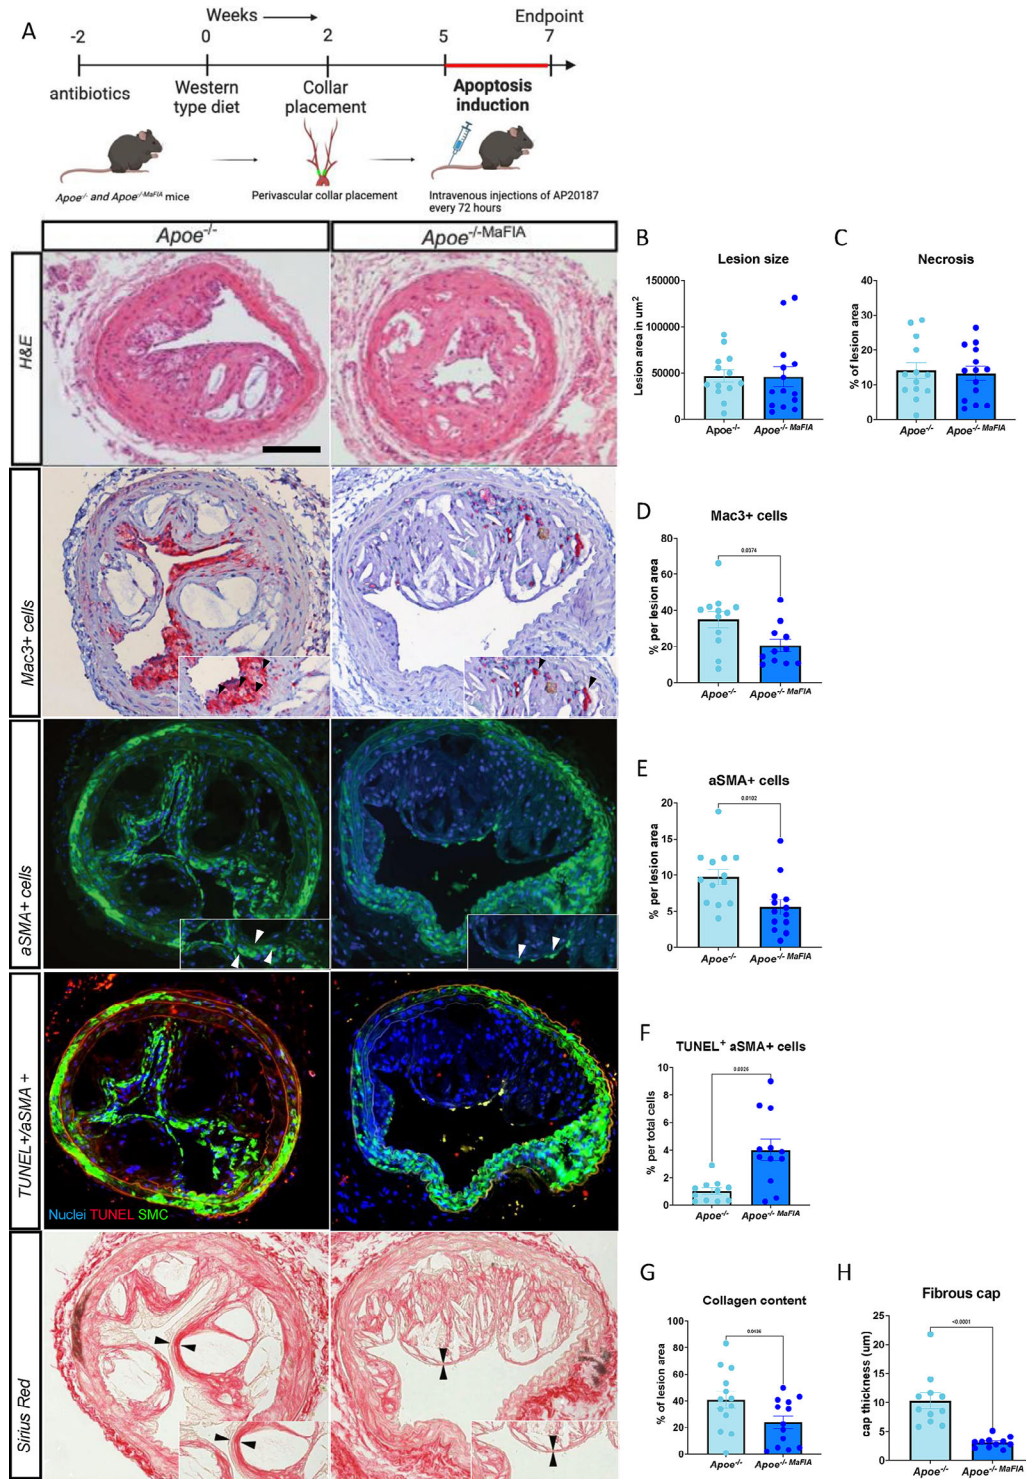 A
Weeks
Endpoint
-2
0
2
5
7
antibiotics
Western
type diet
Collar
placement
Apoptosis
induction
Apoe-/- and Apoe-/-MaFIA mice
Perivascular collar placement
Intravenous injections of AP20187
every 72 hours
Apoe-/-
Apoe-/-MaFIA
H&E
Mac3+ cells
aSMA+ cells
TUNEL+/aSMA +
Nuclei TUNEL SMC
Sirius Red
B
Lesion size
Lesion area in um2
150000
100000
50000
0
Apoe-/-
Apoe-/- MaFIA
C
Necrosis
% of lesion area
40
30
20
10
0
Apoe-/-
Apoe-/- MaFIA
D
Mac3+ cells
% per lesion area
80
60
40
20
0
0.0374
Apoe-/-
Apoe-/- MaFIA
E
aSMA+ cells
% per lesion area
20
15
10
5
0
0.0102
Apoe-/-
Apoe-/- MaFIA
F
TUNEL+ aSMA+ cells
% per total cells
10
8
6
4
2
0
Apoe-/-
Apoe-/- MaFIA
G
Collagen content
% of lesion area
100
80
60
40
20
0
Apoe-/-
Apoe-/- MaFIA
H
Fibrous cap
cap thickness (um)
25
20
15
10
5
0
<0.0001
Apoe-/-
Apoe-/- MaFIA